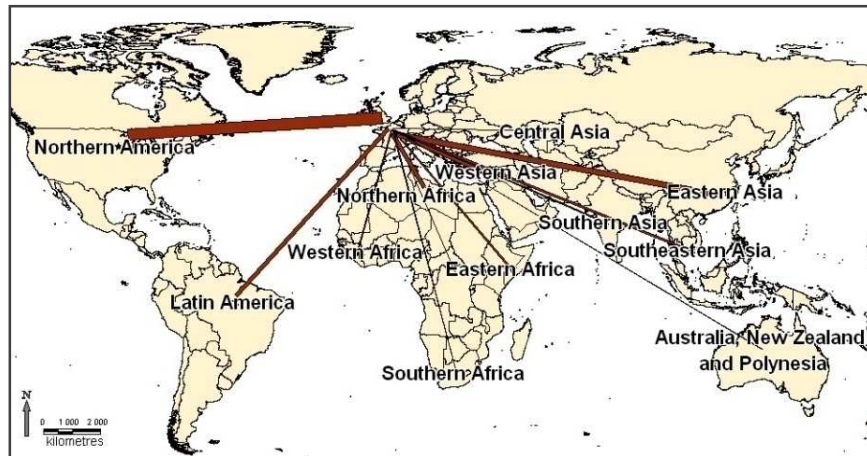 Central Asia
Northern America
Western Asia
Northern Africa
Eastern Asia
Southern Asia
Western Africa
Southeastern Asia
Eastern Africa
Latin America
Australia, New Zealand
and Polynesia
Southern Africa
N
0 1 000 2 000
kilometres